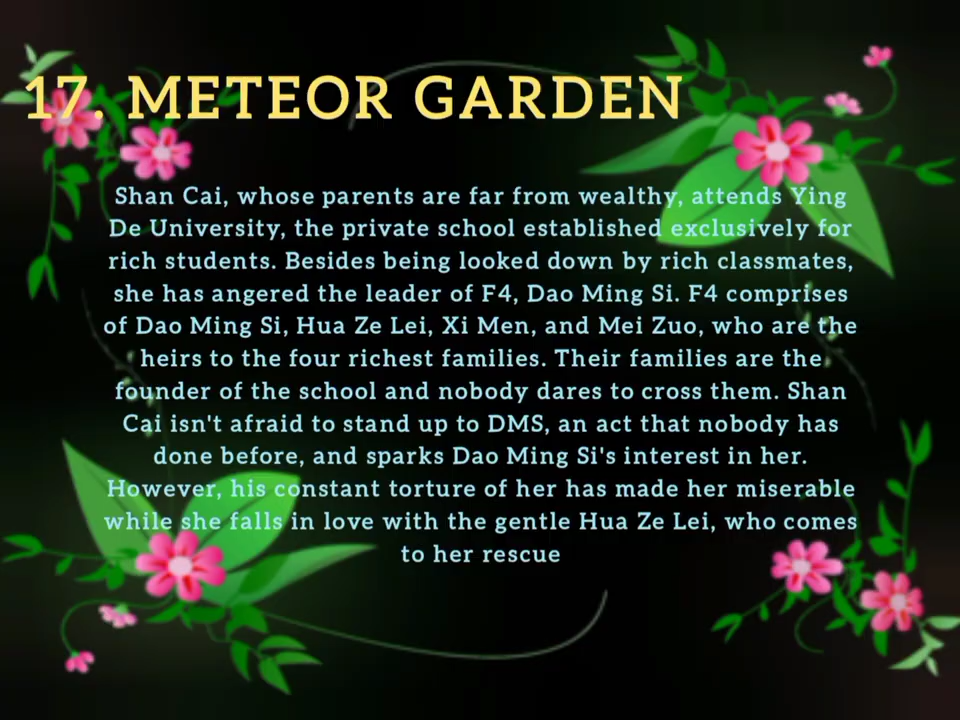 17. METEOR GARDEN
Shan Cai, whose parents are far from wealthy, attends Ying
De University, the private school established exclusively for
rich students. Besides being looked down by rich classmates,
she has angered the leader of F4, Dao Ming Si. F4 comprises
of Dao Ming Si, Hua Ze Lei, Xi Men, and Mei Zuo, who are the
heirs to the four richest families. Their families are the
founder of the school and nobody dares to cross them. Shan
Cai isn't afraid to stand up to DMS, an act that nobody has
done before, and sparks Dao Ming Si's interest in her.
However, his constant torture of her has made her miserable
while she falls in love with the gentle Hua Ze Lei, who comes
to her rescue